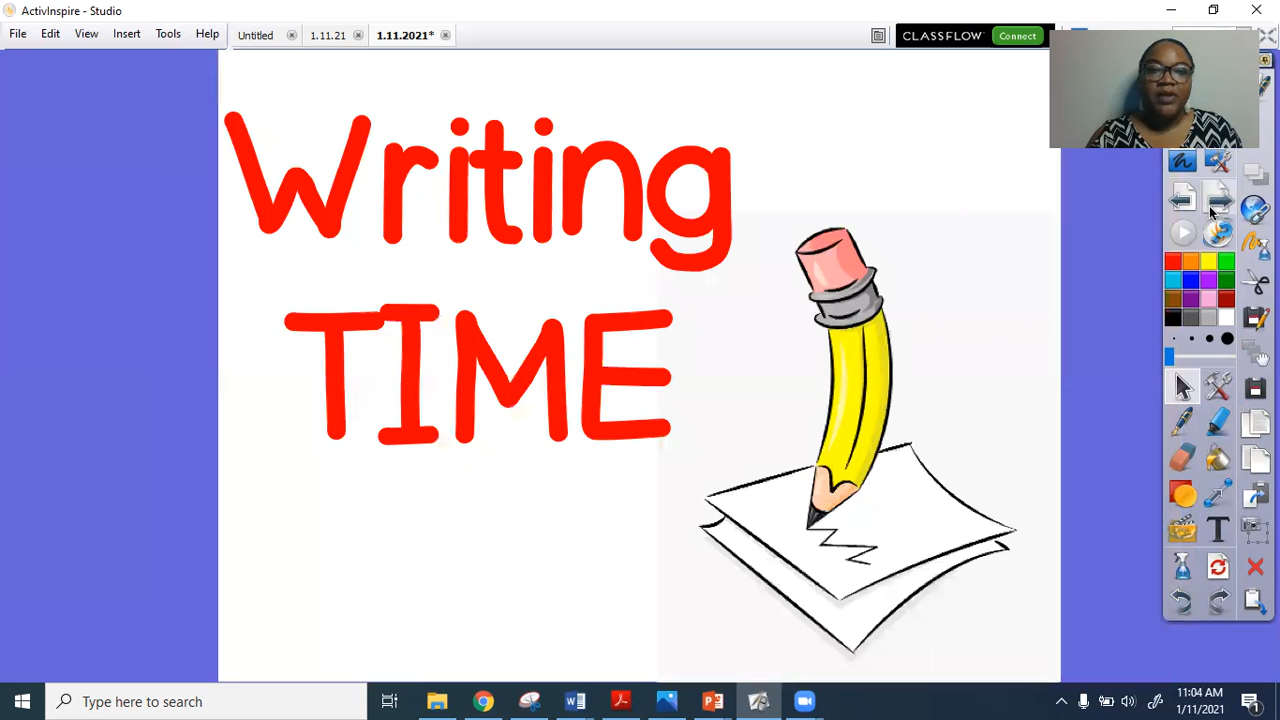 ActivInspire - Studio
File Edit View Insert Tools Help
Untitled 1.11.21 1.11.2021*
CLASSFLOW Connect
Writing
TIME
Type here to search
11:04 AM
1/11/2021
1